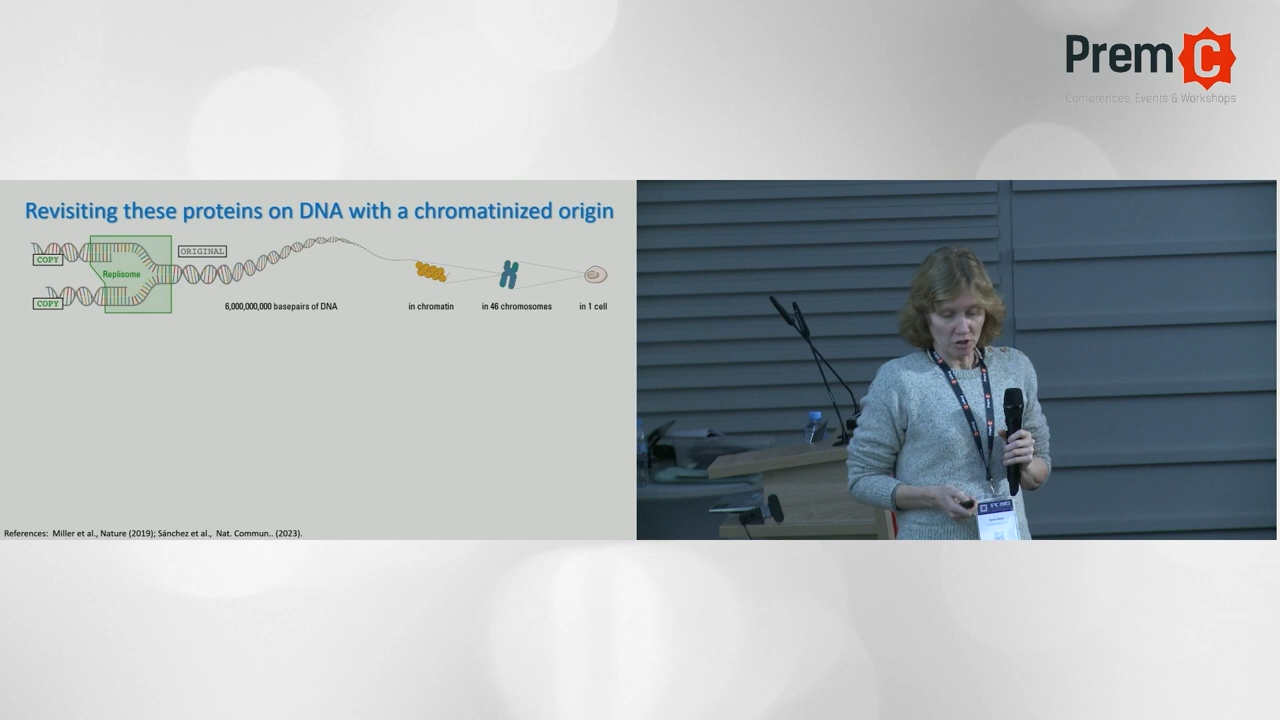 Prem C
Conferences, Events & Workshops
Revisiting these proteins on DNA with a chromatinized origin
COPY
ORIGINAL
Replisome
COPY
6,000,000,000 basepairs of DNA
in chromatin
in 46 chromosomes
in 1 cell
References: Miller et al., Nature (2019); Sánchez et al., Nat. Commun.. (2023).